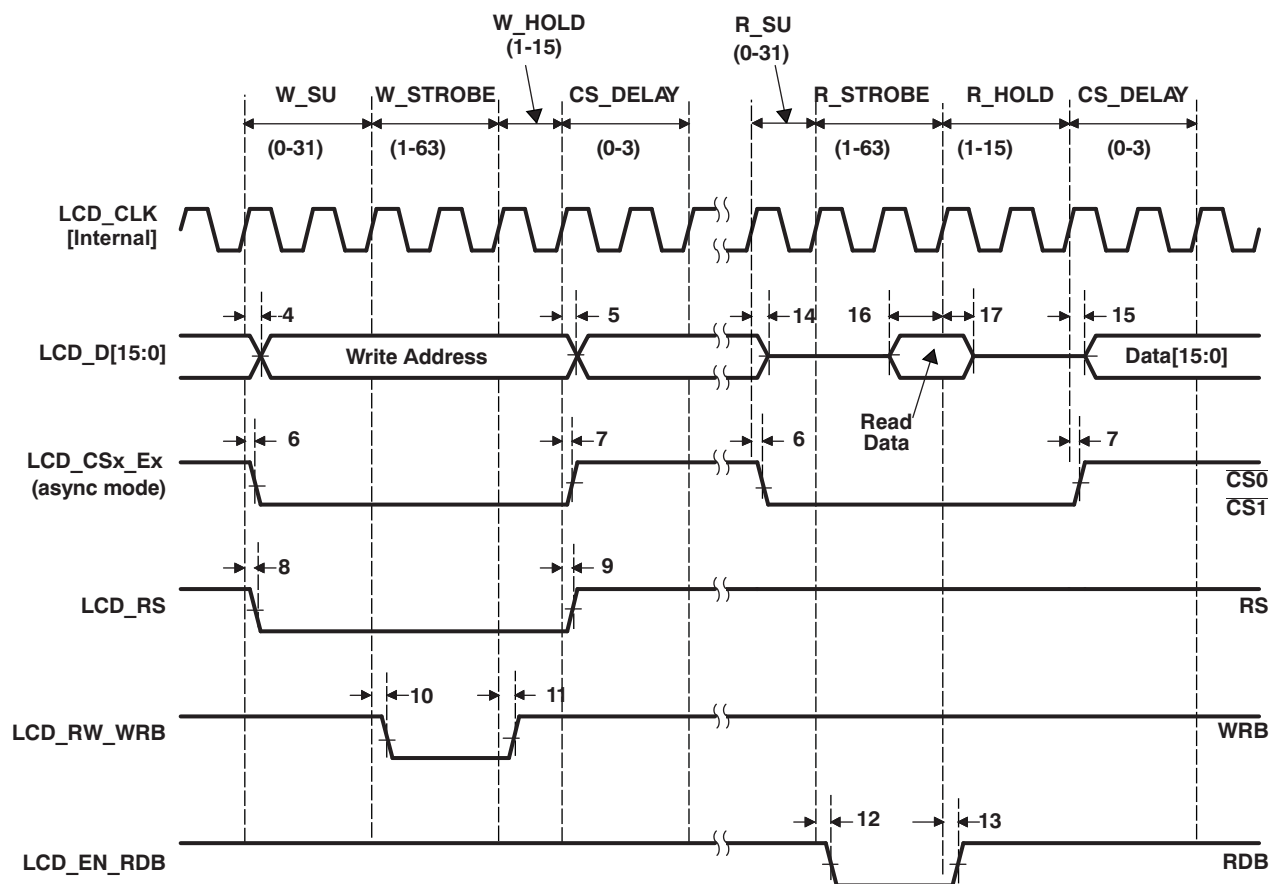 W_HOLD
(1-15)
R_SU
(0-31)
W_SU
W_STROBE
CS_DELAY
R_STROBE
R_HOLD
CS_DELAY
(0-31)
(1-63)
(0-3)
(1-63)
(1-15)
(0-3)
LCD_CLK
[Internal]
4
5
14
16
17
15
LCD_D[15:0]
Write Address
Data[15:0]
Read
Data
6
7
6
7
LCD_CSx_Ex
(async mode)
CS0
CS1
8
9
LCD_RS
RS
10
11
LCD_RW_WRB
WRB
12
13
LCD_EN_RDB
RDB